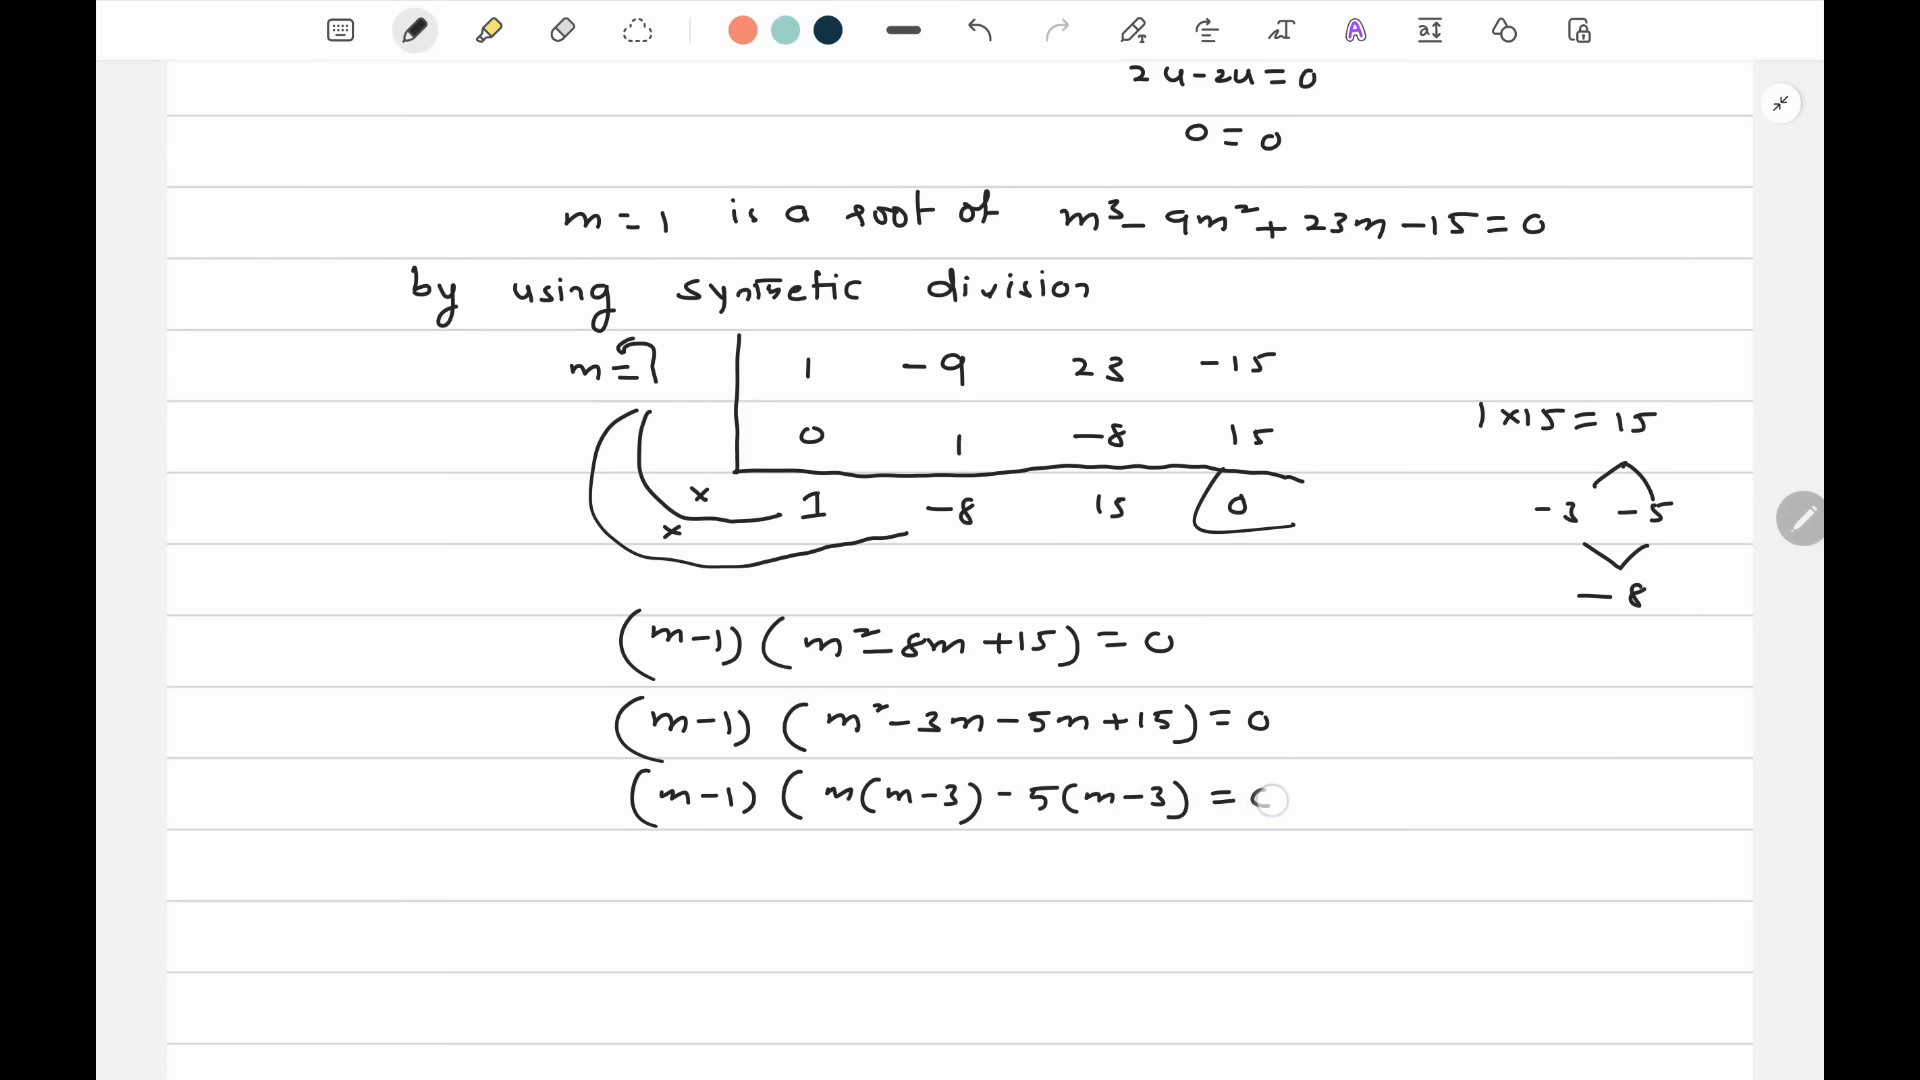 24-24=0
0=0
m=1 is a root of m³-9m²+23m-15=0
by using synthetic division
m=1 1 -9 23 -15
0 1 -8 15
1×15=15
× 1 -8 15 0
×
-3 -5
-8
(m-1)(m²-8m+15)=0
(m-1)(m²-3m-5m+15)=0
(m-1)(m(m-3)-5(m-3)=0